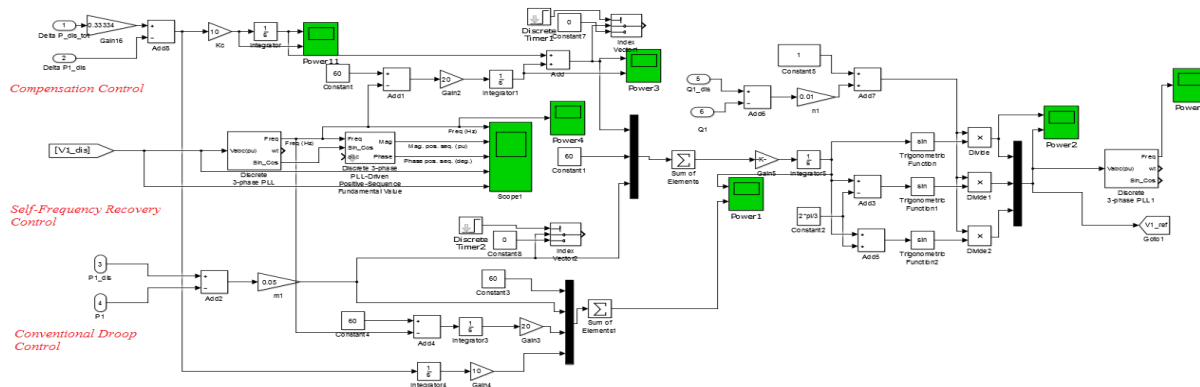 1
Delta P_dis_tot
0.33334
Gain16
2
Delta P1_dis
Add8
10
Kc
Integrator
Power11
Compensation Control
Discrete
Timer1
0
Constant7
Index
Vector1
60
Constant
Add1
20
Gain2
Integrator1
Add
Power3
[V1_dis]
Vabc(pu)
Freq
wt
Sin_Cos
Discrete
3-phase PLL
Freq (Hz)
Freq
Sin_Cos
abc
Mag
Phase
Discrete 3-phase
PLL-Driven
Positive-Sequence
Fundamental Value
Freq (Hz)
Mag. pos. seq. (pu)
Phase pos. seq. (deg.)
Power4
Scope1
60
Constant1
Self-Frequency Recovery
Control
Discrete
Timer2
0
Constant8
Index
Vector2
Sum of
Elements
Power1
K-
Gain5
Integrator5
1
Constant5
5
Q1_dis
6
Q1
Add6
0.01
n1
Add7
2*pi/3
Constant2
Add3
Add5
sin
Trigonometric
Function
sin
Trigonometric
Function1
sin
Trigonometric
Function2
Divide
Divide1
Divide2
Power2
Vabc(pu)
Freq
wt
Sin_Cos
Discrete
3-phase PLL1
Power
V1_ref
Goto1
3
P1_dis
4
P1
Add2
0.05
m1
Conventional Droop
Control
60
Constant3
60
Constant4
Add4
Integrator3
20
Gain3
Integrator4
10
Gain4
Sum of
Elements1